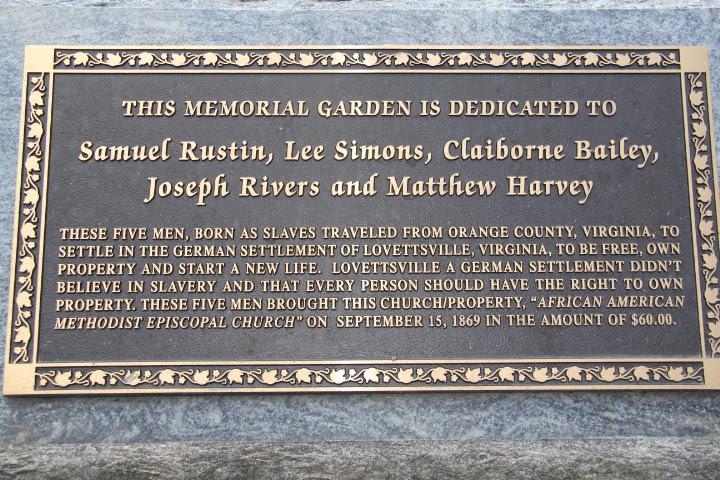 THIS MEMORIAL GARDEN IS DEDICATED TO
Samuel Rustin, Lee Simons, Claiborne Bailey,
Joseph Rivers and Matthew Harvey
THESE FIVE MEN, BORN AS SLAVES TRAVELED FROM ORANGE COUNTY, VIRGINIA, TO
SETTLE IN THE GERMAN SETTLEMENT OF LOVETTSVILLE, VIRGINIA, TO BE FREE, OWN
PROPERTY AND START A NEW LIFE. LOVETTSVILLE A GERMAN SETTLEMENT DIDN'T
BELIEVE IN SLAVERY AND THAT EVERY PERSON SHOULD HAVE THE RIGHT TO OWN
PROPERTY. THESE FIVE MEN BROUGHT THIS CHURCH/PROPERTY, "AFRICAN AMERICAN
METHODIST EPISCOPAL CHURCH" ON SEPTEMBER 15, 1869 IN THE AMOUNT OF $60.00.